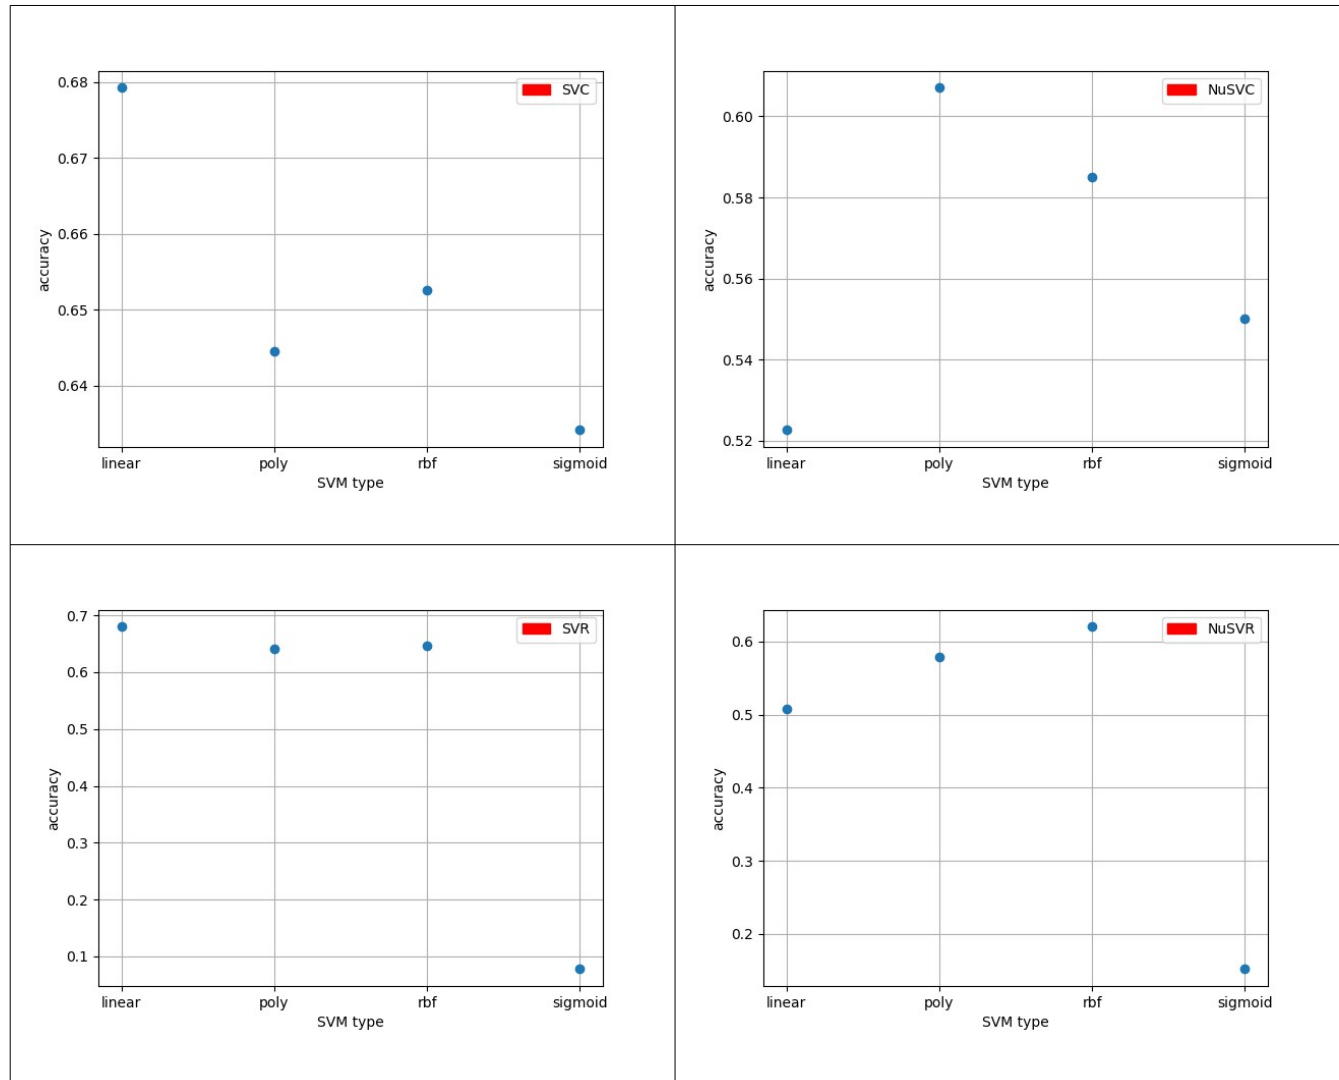 SVC
0.68
0.67
0.66
0.65
0.64
accuracy
linear poly rbf sigmoid
SVM type
NuSVC
0.60
0.58
0.56
0.54
0.52
accuracy
linear poly rbf sigmoid
SVM type
SVR
0.7
0.6
0.5
0.4
0.3
0.2
0.1
accuracy
linear poly rbf sigmoid
SVM type
NuSVR
0.6
0.5
0.4
0.3
0.2
accuracy
linear poly rbf sigmoid
SVM type